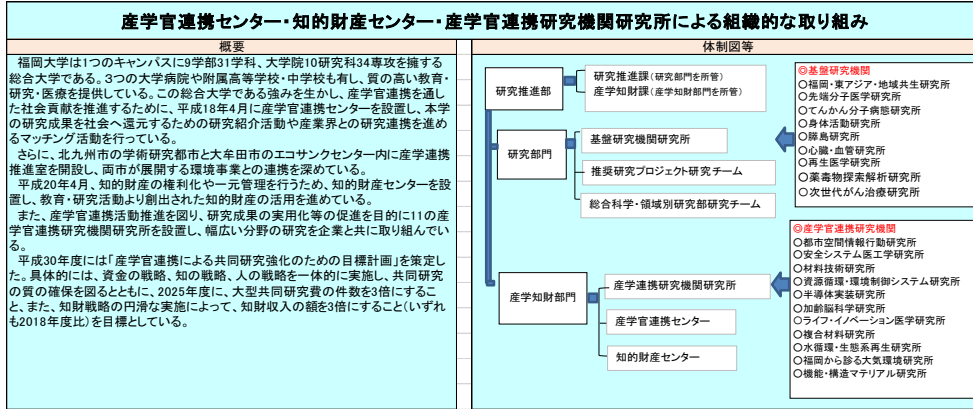 産学官連携センター・知的財産センター・産学官連携研究機関研究所による組織的な取り組み
概要
福岡大学は1つのキャンパスに9学部31学科、大学院10研究科34専攻を擁する
総合大学である。3つの大学病院や附属高等学校・中学校も有し、質の高い教育・
研究・医療を提供している。この総合大学である強みを生かし、産学官連携を通し
た社会貢献を推進するために、平成18年4月に産学官連携センターを設置し、本学
の研究成果を社会へ還元するための研究紹介活動や産業界との研究連携を進め
るマッチング活動を行っている。
さらに、北九州市の学術研究都市と大牟田市のエコサンクセンター内に産学連携
推進室を開設し、両市が展開する環境事業との連携を深めている。
平成20年4月、知的財産の権利化や一元管理を行うため、知的財産センターを設
置し、教育・研究活動より創出された知的財産の活用を進めている。
また、産学官連携活動推進を図り、研究成果の実用化等の促進を目的に11の産
学官連携研究機関研究所を設置し、幅広い分野の研究を企業と共に取り組んでい
る。
平成30年度には「産学官連携による共同研究強化のための目標計画」を策定し
た。具体的には、資金の戦略、知の戦略、人の戦略を一体的に実施し、共同研究
の質の確保を図るとともに、2025年度に、大型共同研究費の件数を3倍にするこ
と、また、知財戦略の円滑な実施によって、知財収入の額を3倍にすること(いずれ
も2018年度比)を目標としている。
体制図等
研究推進部
研究推進課(研究部門を所管)
産学知財課(産学知財部門を所管)
研究部門
基盤研究機関研究所
推奨研究プロジェクト研究チーム
総合科学・領域別研究部研究チーム
産学知財部門
産学連携研究機関研究所
産学官連携センター
知的財産センター
◎基盤研究機関
○福岡・東アジア・地域共生研究所
○先端分子医学研究所
○てんかん分子病態研究所
○身体活動研究所
○膵島研究所
○心臓・血管研究所
○再生医学研究所
○薬毒物探索解析研究所
○次世代がん治療研究所
◎産学官連携研究機関
○都市空間情報行動研究所
○安全システム医工学研究所
○材料技術研究所
○資源循環・環境制御システム研究所
○半導体実装研究所
○加齢脳科学研究所
○ライフ・イノベーション医学研究所
○複合材料研究所
○水循環・生態系再生研究所
○福岡から診る大気環境研究所
○機能・構造マテリアル研究所